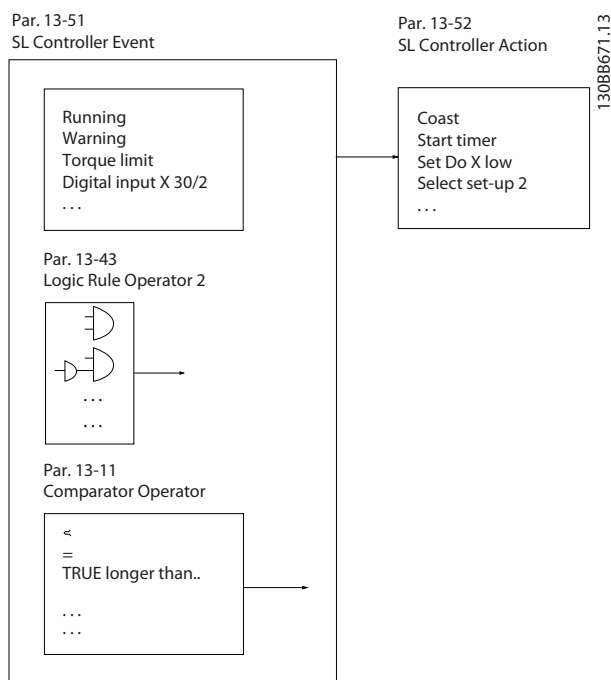 Par. 13-51
SL Controller Event
Par. 13-52
SL Controller Action
130BB671.13
Running
Warning
Torque limit
Digital input X 30/2
. . .
Coast
Start timer
Set Do X low
Select set-up 2
. . .
Par. 13-43
Logic Rule Operator 2
. . .
. . .
Par. 13-11
Comparator Operator
=
TRUE longer than..
. . .
. . .